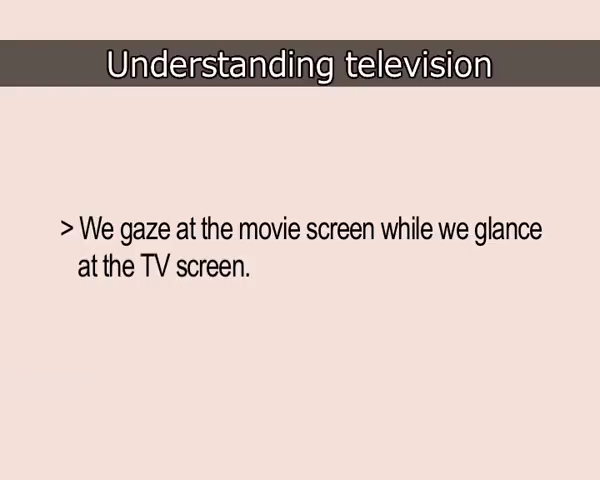 Understanding television
> We gaze at the movie screen while we glance
at the TV screen.